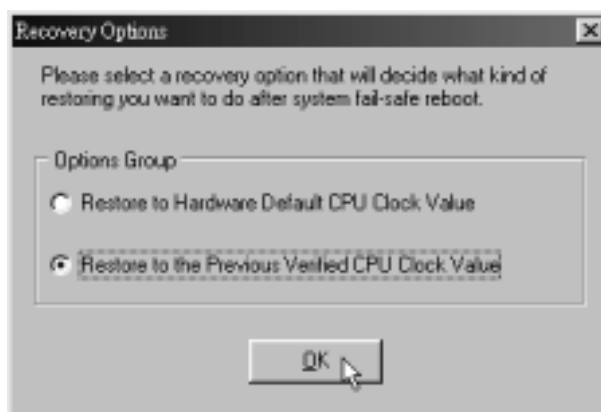 Recovery Options
Please select a recovery option that will decide what kind of
restoring you want to do after system fail-safe reboot.
Options Group
Restore to Hardware Default CPU Clock Value
Restore to the Previous Verified CPU Clock Value
OK